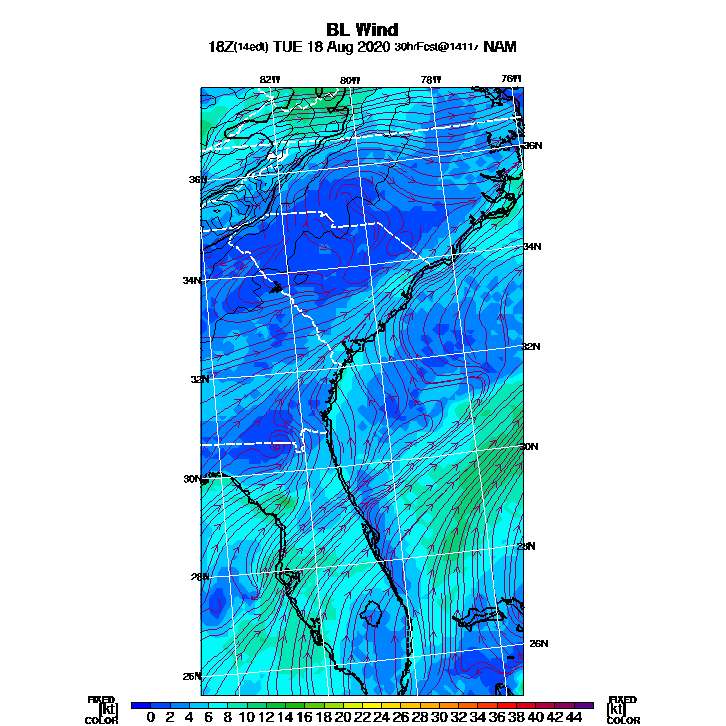 BL Wind
18Z(14edt) TUE 18 Aug 2020 30hrFcst@1411z NAM
82W 80W 78W 76W
36N 36N
34N 34N
32N 32N
30N 30N
28N 28N
26N 26N
FIXED FIXED
[kt] 0 2 4 6 8 10 12 14 16 18 20 22 24 26 28 30 32 34 36 38 40 42 44 [kt]
COLOR COLOR